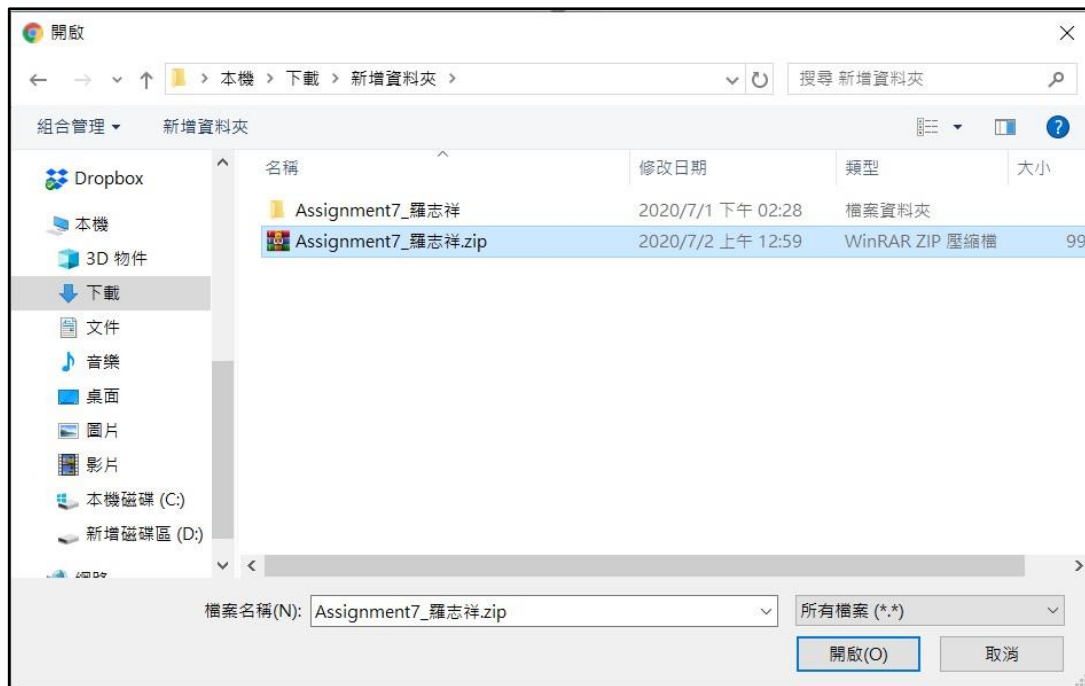 開啟
本機 > 下載 > 新增資料夾 >
搜尋 新增資料夾
組合管理
新增資料夾
名稱 修改日期 類型 大小
Assignment7_羅志祥 2020/7/1 下午 02:28 檔案資料夾
Assignment7_羅志祥.zip 2020/7/2 上午 12:59 WinRAR ZIP 壓縮檔 99
Dropbox
本機
3D 物件
下載
文件
音樂
桌面
圖片
影片
本機磁碟 (C:)
新增磁碟區 (D:)
檔案名稱(N): Assignment7_羅志祥.zip
所有檔案 (*.*)
開啟(O)
取消